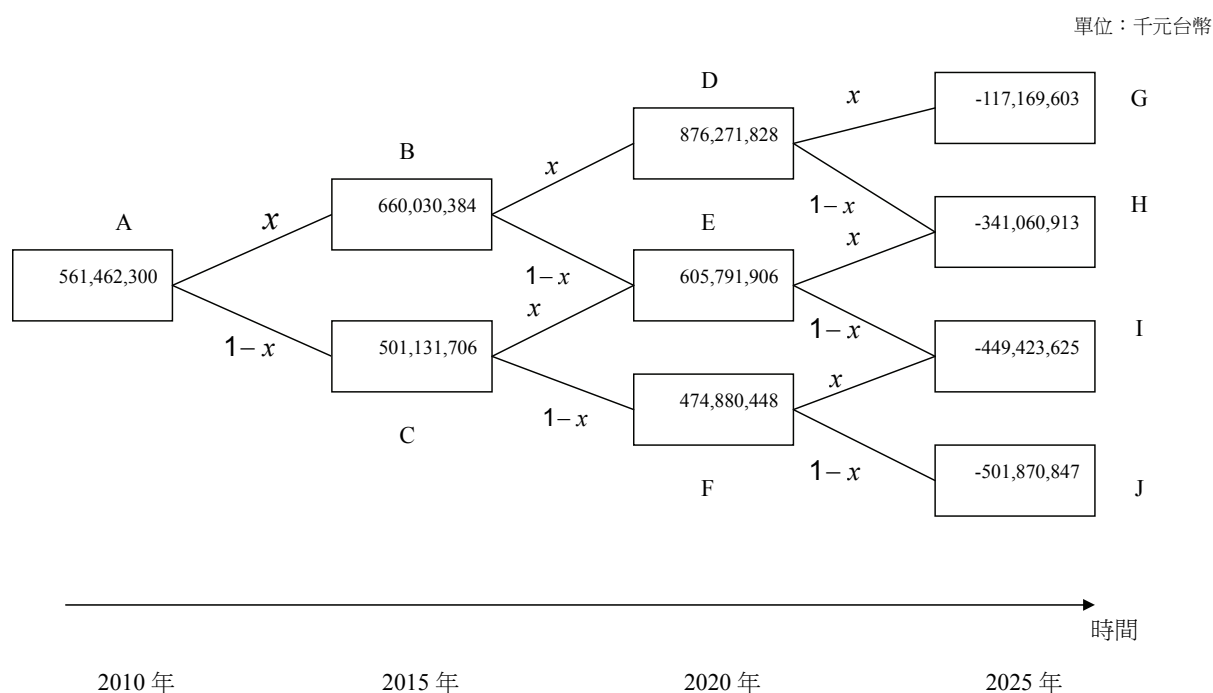 單位：千元台幣
D
x
-117,169,603
G
876,271,828
B
x
1-x
H
660,030,384
A
x
E
x
-341,060,913
561,462,300
1-x
605,791,906
x
1-x
I
1-x
501,131,706
-449,423,625
x
474,880,448
1-x
C
1-x
-501,870,847
F
J
時間
2010 年
2015 年
2020 年
2025 年